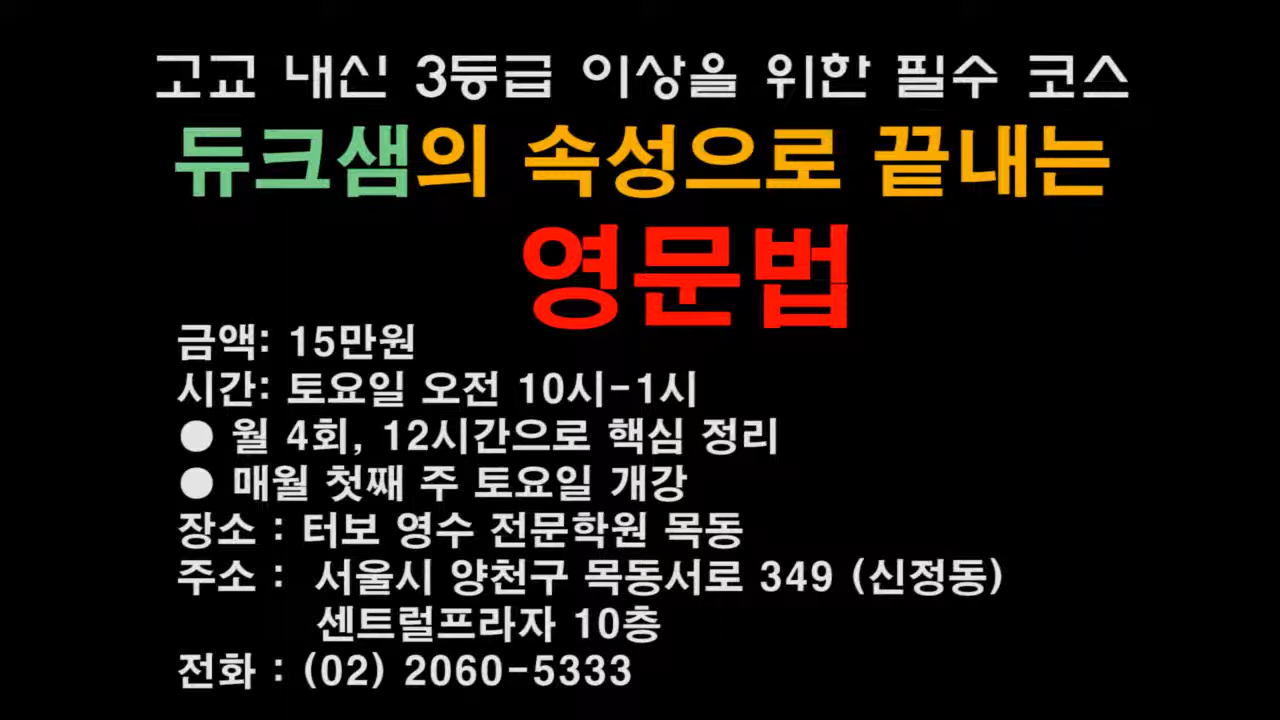 고교 내신 3등급 이상을 위한 필수 코스
듀크샘의 속성으로 끝내는
영문법
금액: 15만원
시간: 토요일 오전 10시-1시
● 월 4회, 12시간으로 핵심 정리
● 매월 첫째 주 토요일 개강
장소 : 터보 영수 전문학원 목동
주소 : 서울시 양천구 목동서로 349 (신정동)
센트럴프라자 10층
전화 : (02) 2060-5333